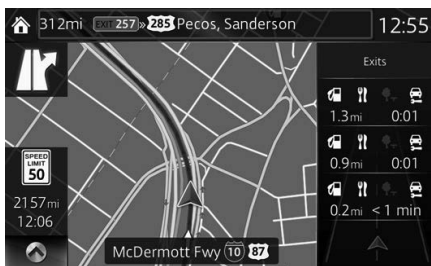 312mi EXIT 257 » 285 Pecos, Sanderson 12:55
Exits
1.3mi 0:01
SPEED LIMIT 50
0.9mi 0:01
2157mi
12:06
0.2mi < 1 min
McDermott Fwy 10 87